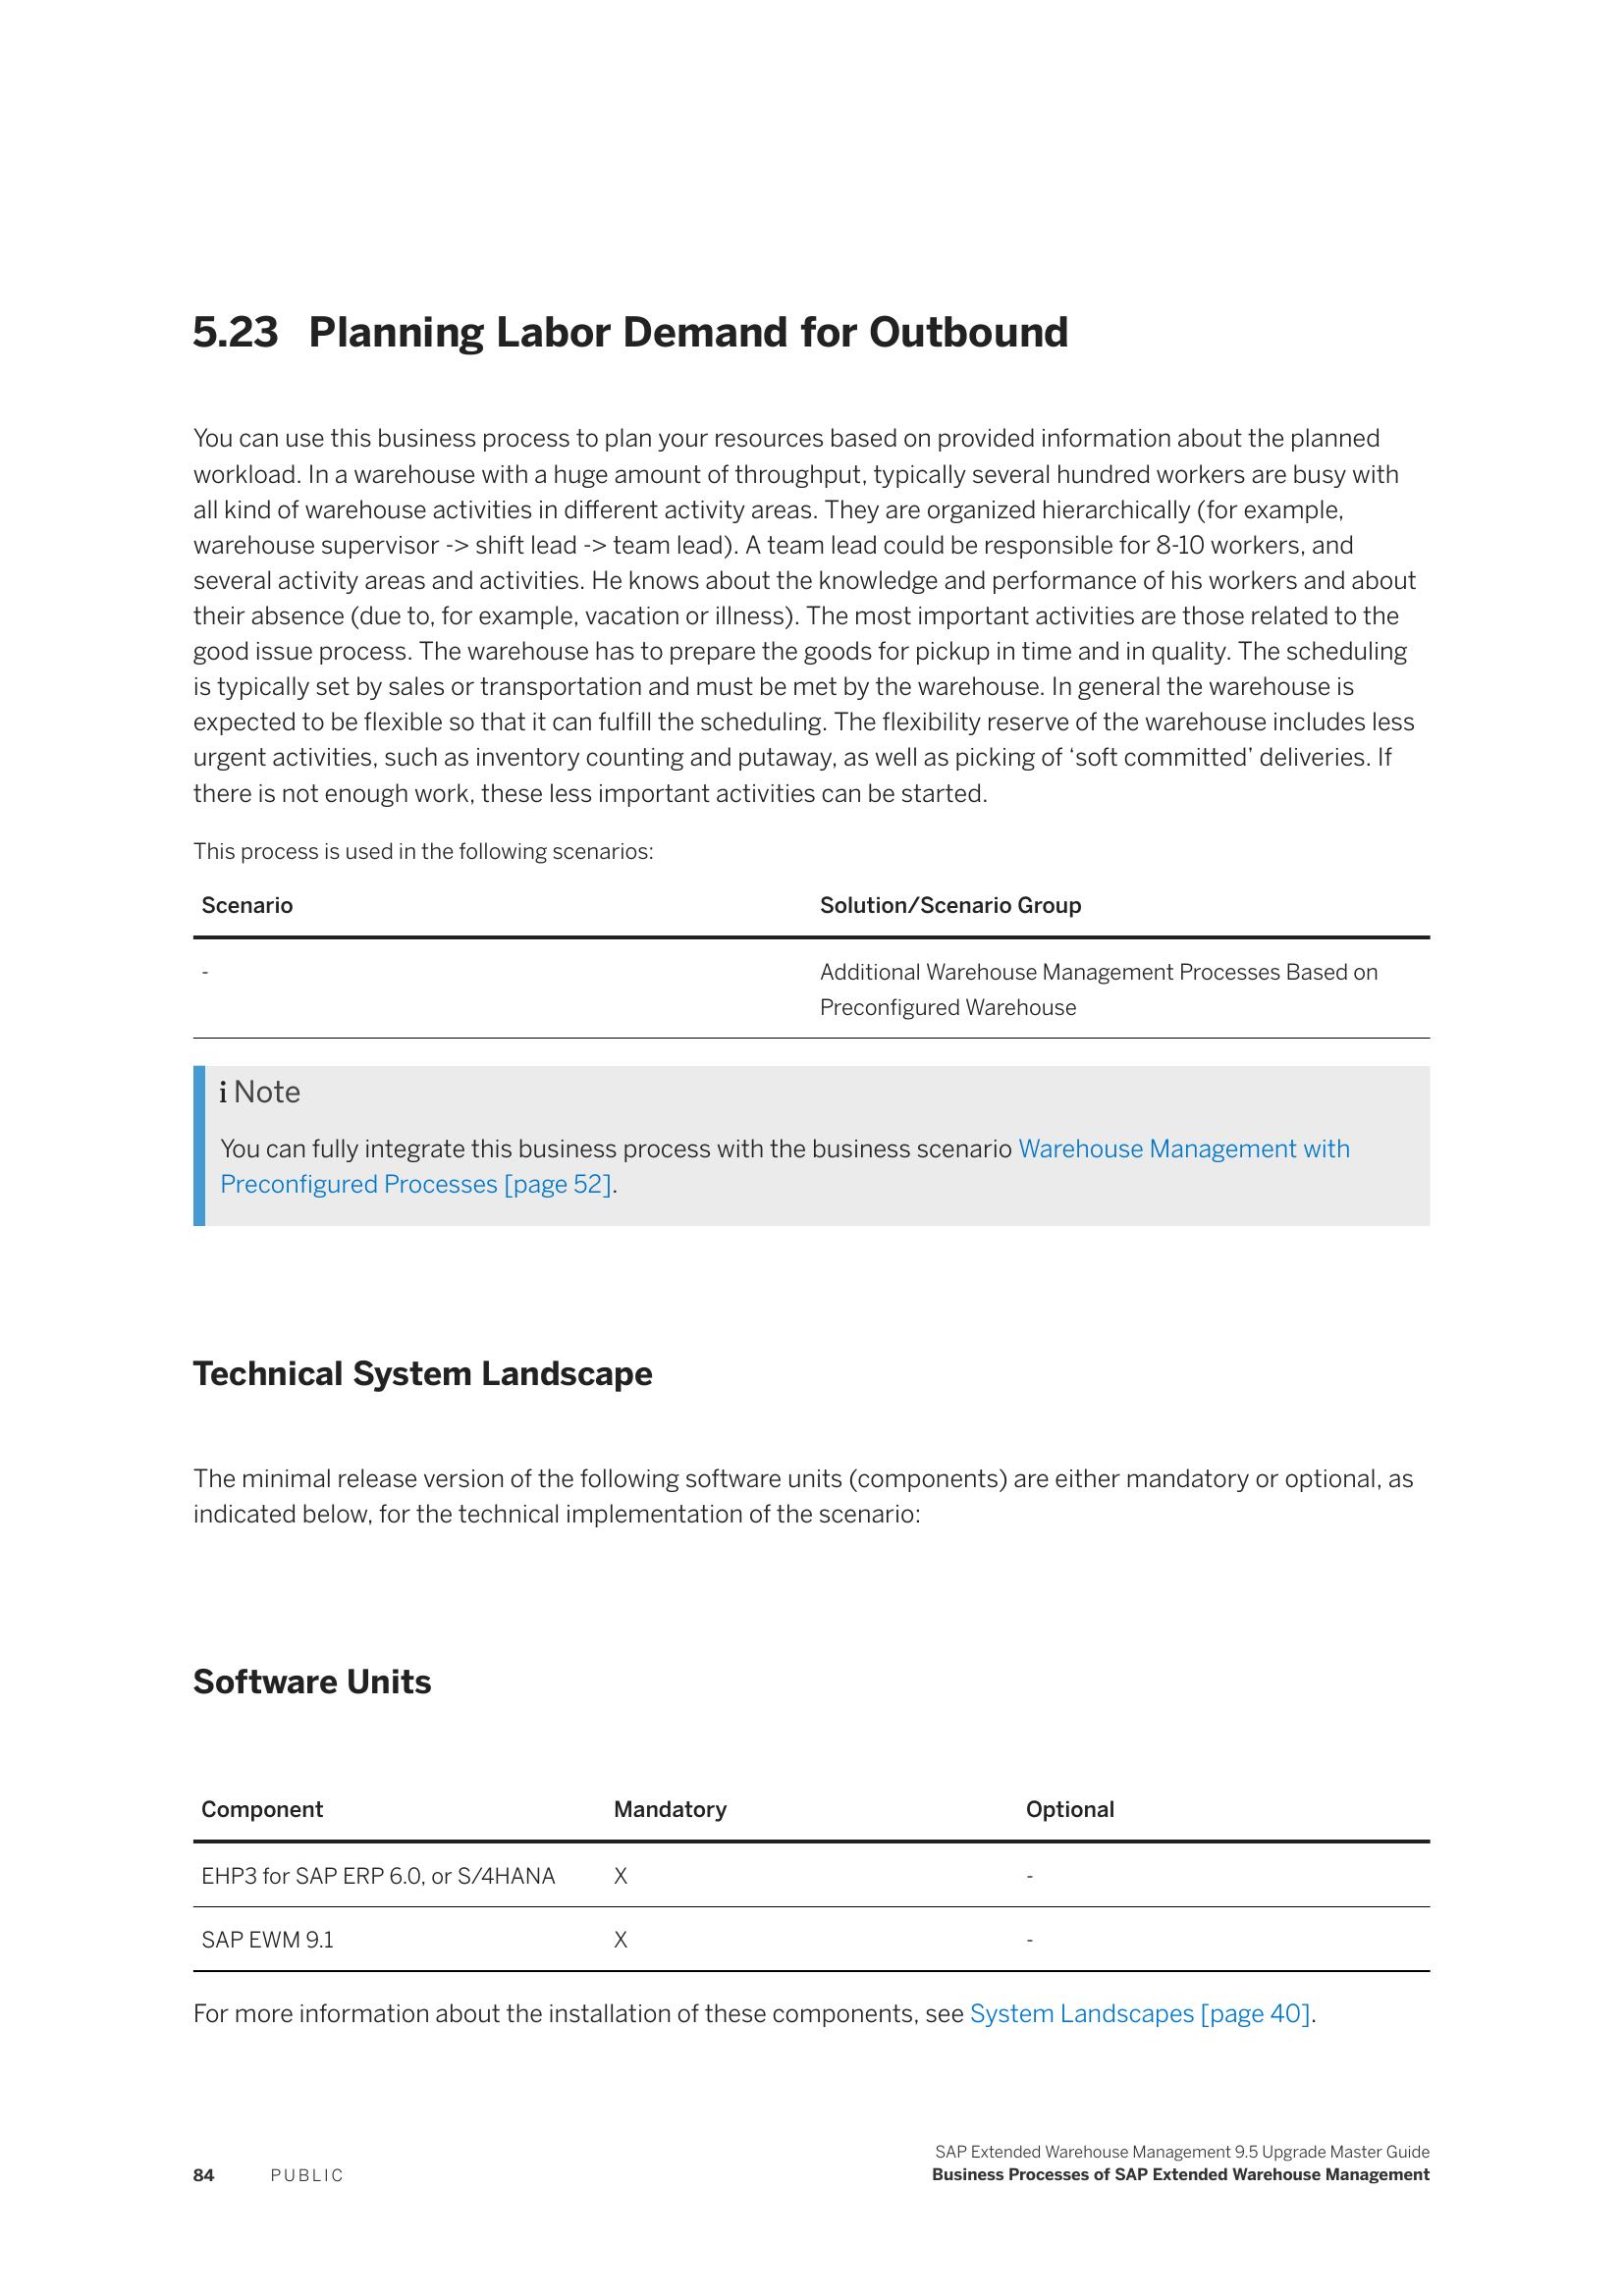 5.23 Planning Labor Demand for Outbound
You can use this business process to plan your resources based on provided information about the planned
workload. In a warehouse with a huge amount of throughput, typically several hundred workers are busy with
all kind of warehouse activities in different activity areas. They are organized hierarchically (for example,
warehouse supervisor -> shift lead -> team lead). A team lead could be responsible for 8-10 workers, and
several activity areas and activities. He knows about the knowledge and performance of his workers and about
their absence (due to, for example, vacation or illness). The most important activities are those related to the
good issue process. The warehouse has to prepare the goods for pickup in time and in quality. The scheduling
is typically set by sales or transportation and must be met by the warehouse. In general the warehouse is
expected to be flexible so that it can fulfill the scheduling. The flexibility reserve of the warehouse includes less
urgent activities, such as inventory counting and putaway, as well as picking of ‘soft committed’ deliveries. If
there is not enough work, these less important activities can be started.
This process is used in the following scenarios:
Scenario Solution/Scenario Group
- Additional Warehouse Management Processes Based on
Preconfigured Warehouse
i Note
You can fully integrate this business process with the business scenario Warehouse Management with
Preconfigured Processes [page 52].
Technical System Landscape
The minimal release version of the following software units (components) are either mandatory or optional, as
indicated below, for the technical implementation of the scenario:
Software Units
Component Mandatory Optional
EHP3 for SAP ERP 6.0, or S/4HANA X -
SAP EWM 9.1 X -
For more information about the installation of these components, see System Landscapes [page 40].
SAP Extended Warehouse Management 9.5 Upgrade Master Guide
84 PUBLIC Business Processes of SAP Extended Warehouse Management